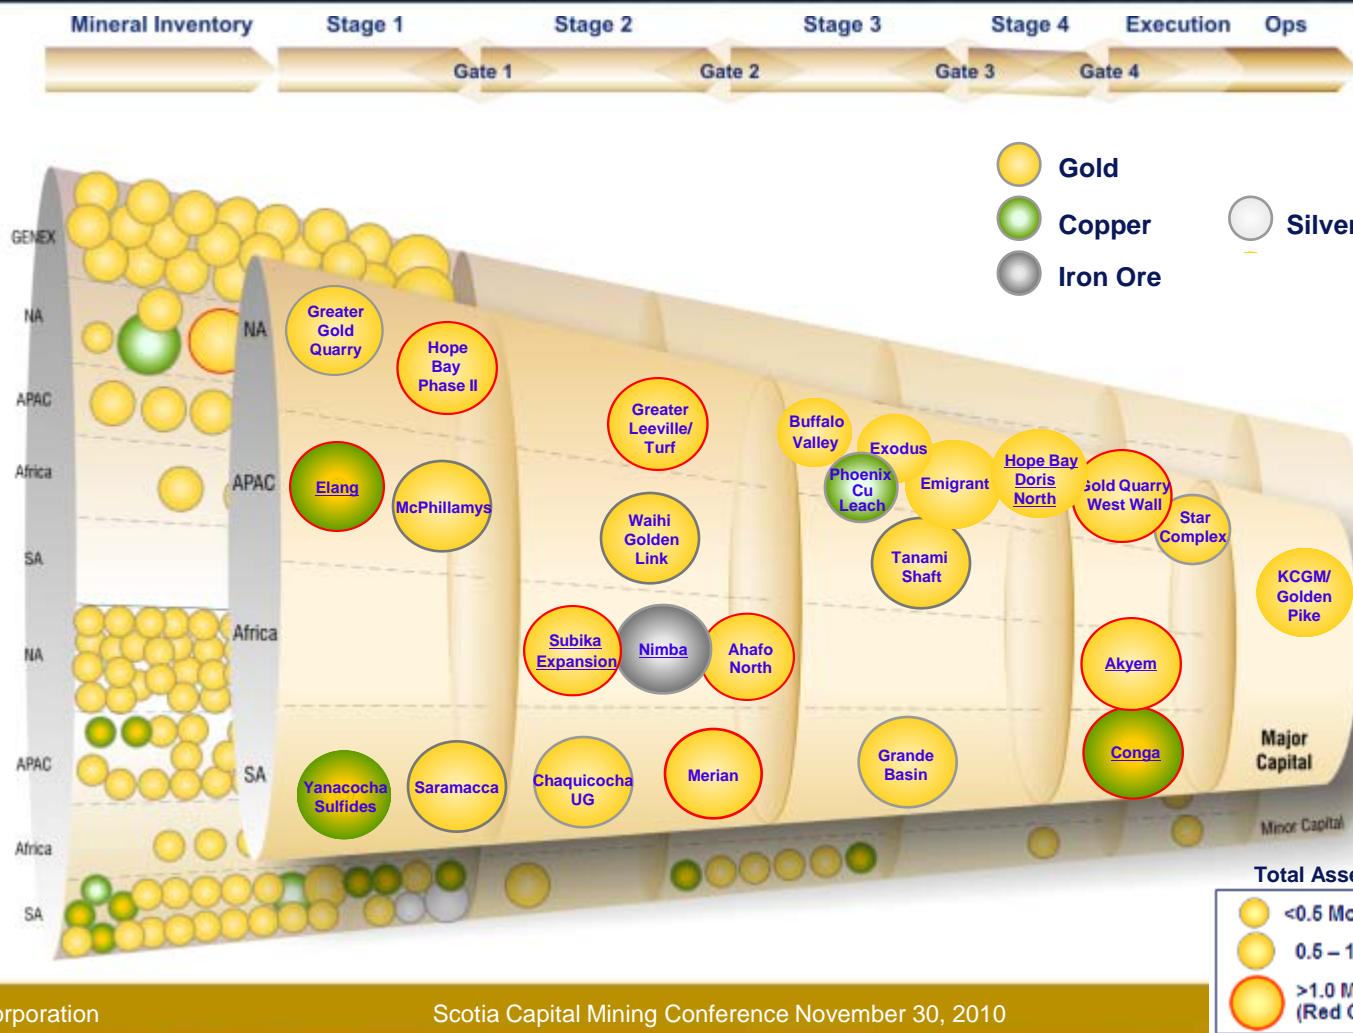 Mineral Inventory
Stage 1
Stage 2
Stage 3
Stage 4
Execution
Ops
Gate 1
Gate 2
Gate 3
Gate 4
Gold
Copper
Silver
Iron Ore
GENEX
NA
APAC
Africa
SA
NA
APAC
Africa
SA
NA
APAC
Africa
SA
Greater
Gold
Quarry
Hope
Bay
Phase II
Greater
Leeville/
Turf
Buffalo
Valley
Exodus
Phoenix
Cu
Leach
Emigrant
Hope Bay
Doris
North
Gold Quarry
West Wall
Star
Complex
Elang
McPhillamys
Waihi
Golden
Link
Tanami
Shaft
KCGM/
Golden
Pike
Subika
Expansion
Nimba
Ahafo
North
Akyem
Yanacocha
Sulfides
Saramacca
Chaquicocha
UG
Merian
Grande
Basin
Conga
Major
Capital
Minor Capital
Total Asse
<0.5 Mo
0.5 – 1
>1.0 M
(Red
orporation
Scotia Capital Mining Conference November 30, 2010